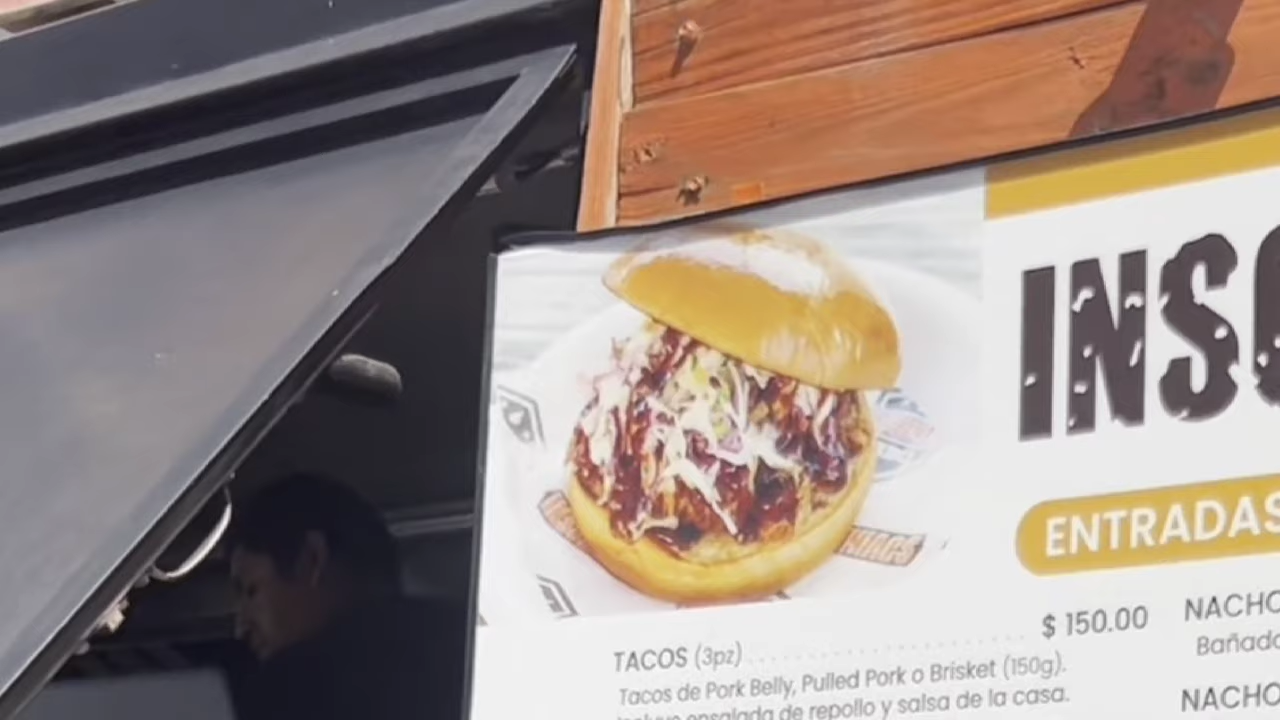 INS
ENTRADAS
TACOS (3pz) $ 150.00
Tacos de Pork Belly, Pulled Pork o Brisket (150g).
Incluye ensalada de repollo y salsa de la casa.
NACHO
Bañado
NACHO